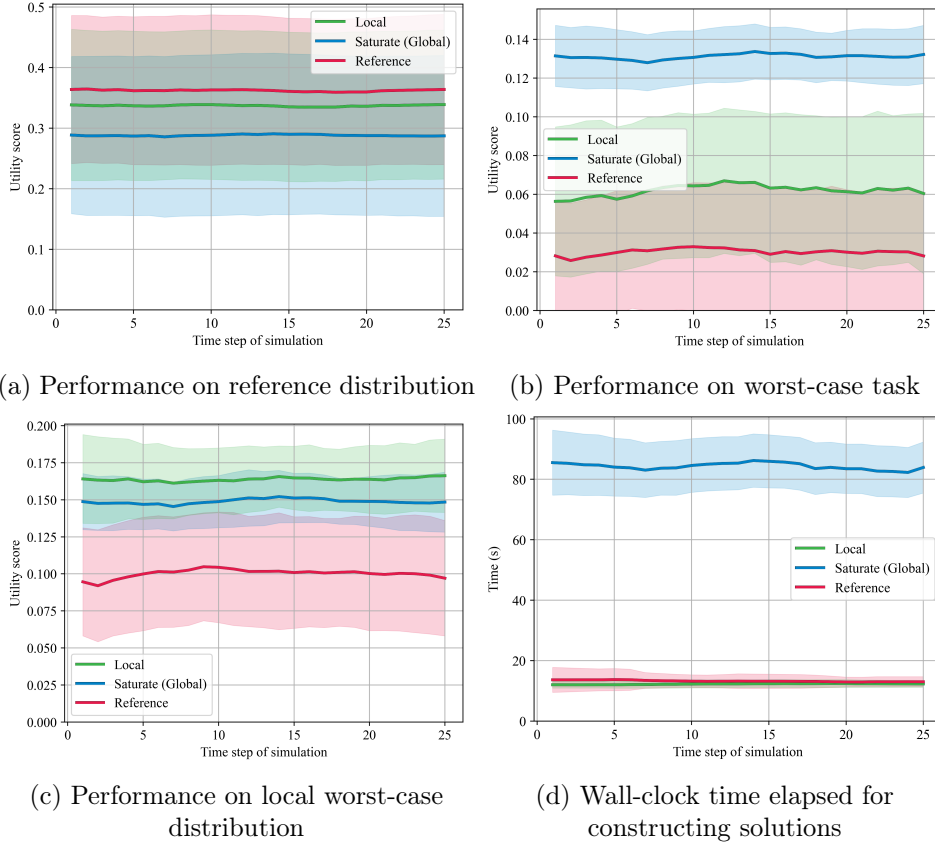 0.5
0.4
0.3
0.2
0.1
0.0
Utility score
0 5 10 15 20 25
Time step of simulation
Local
Saturate (Global)
Reference
(a) Performance on reference distribution
0.14
0.12
0.10
0.08
0.06
0.04
0.02
0.00
Utility score
0 5 10 15 20 25
Time step of simulation
Local
Saturate (Global)
Reference
(b) Performance on worst-case task
0.200
0.175
0.150
0.125
0.100
0.075
0.050
0.025
0.000
Utility score
0 5 10 15 20 25
Time step of simulation
Local
Saturate (Global)
Reference
(c) Performance on local worst-case
distribution
100
80
60
40
20
0
Time (s)
0 5 10 15 20 25
Time step of simulation
Local
Saturate (Global)
Reference
(d) Wall-clock time elapsed for
constructing solutions